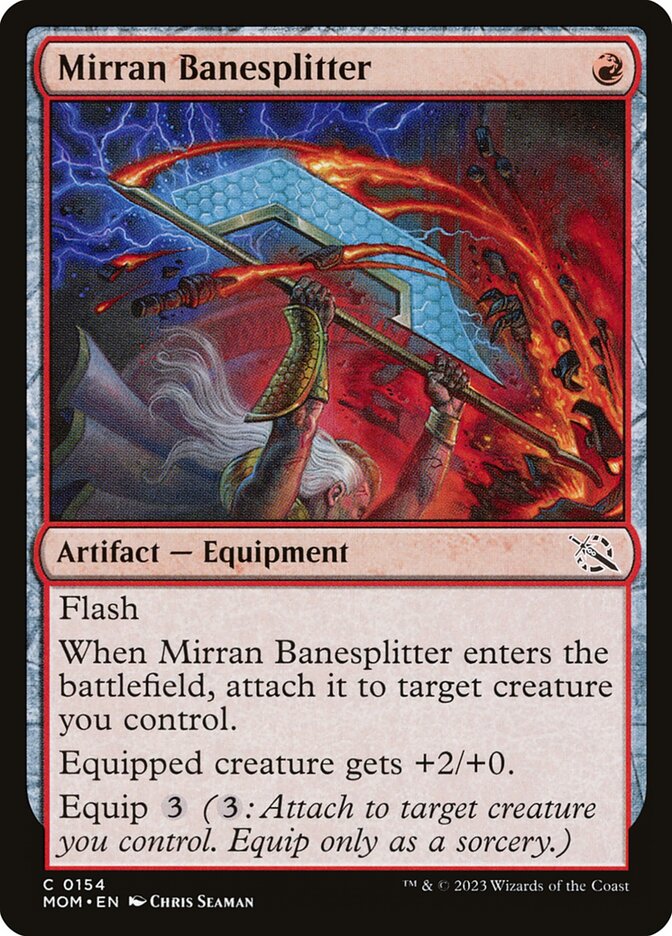 Mirran Banesplitter
Artifact — Equipment
Flash
When Mirran Banesplitter enters the
battlefield, attach it to target creature
you control.
Equipped creature gets +2/+0.
Equip 3 (3: Attach to target creature
you control. Equip only as a sorcery.)
C 0154
MOM • EN Chris Seaman
™ & © 2023 Wizards of the Coast